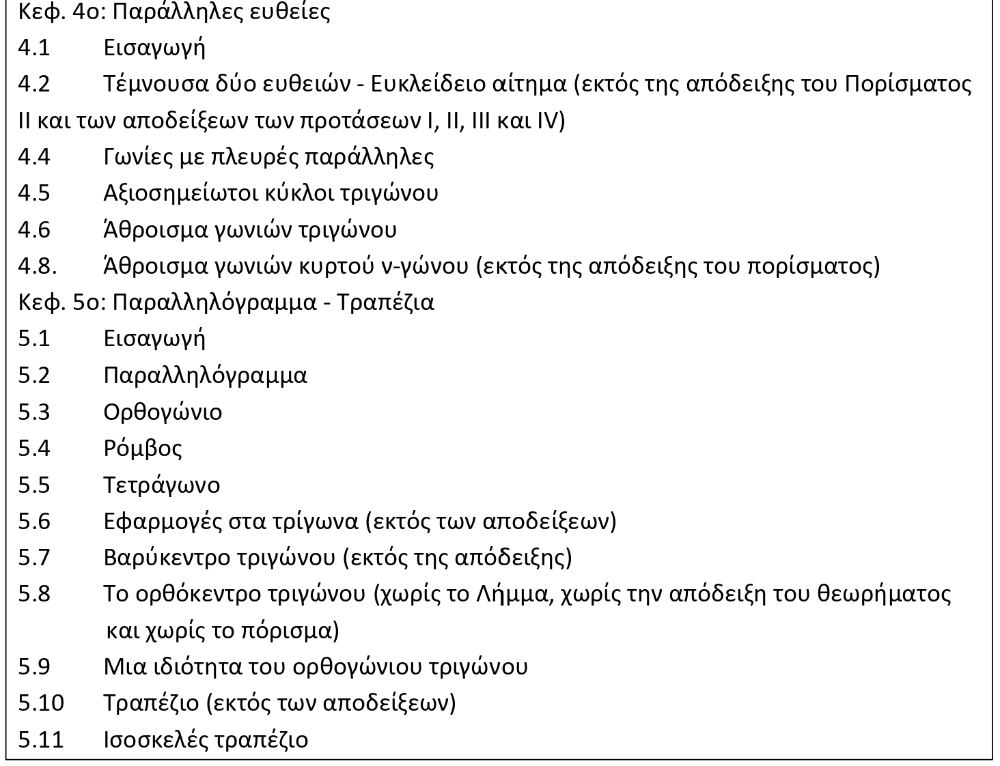 Κεφ. 4ο: Παράλληλες ευθείες
4.1 Εισαγωγή
4.2 Τέμνουσα δύο ευθειών - Ευκλείδειο αίτημα (εκτός της απόδειξης του Πορίσματος
ΙΙ και των αποδείξεων των προτάσεων Ι, ΙΙ, ΙΙΙ και IV)
4.4 Γωνίες με πλευρές παράλληλες
4.5 Αξιοσημείωτοι κύκλοι τριγώνου
4.6 Άθροισμα γωνιών τριγώνου
4.8. Άθροισμα γωνιών κυρτού ν-γώνου (εκτός της απόδειξης του πορίσματος)
Κεφ. 5ο: Παραλληλόγραμμα - Τραπέζια
5.1 Εισαγωγή
5.2 Παραλληλόγραμμα
5.3 Ορθογώνιο
5.4 Ρόμβος
5.5 Τετράγωνο
5.6 Εφαρμογές στα τρίγωνα (εκτός των αποδείξεων)
5.7 Βαρύκεντρο τριγώνου (εκτός της απόδειξης)
5.8 Το ορθόκεντρο τριγώνου (χωρίς το Λήμμα, χωρίς την απόδειξη του θεωρήματος
και χωρίς το πόρισμα)
5.9 Μια ιδιότητα του ορθογώνιου τριγώνου
5.10 Τραπέζιο (εκτός των αποδείξεων)
5.11 Ισοσκελές τραπέζιο